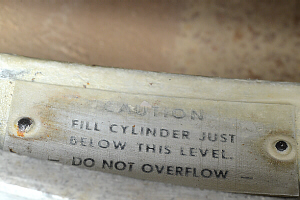 CAUTION
FILL CYLINDER JUST
BELOW THIS LEVEL.
- DO NOT OVERFLOW -